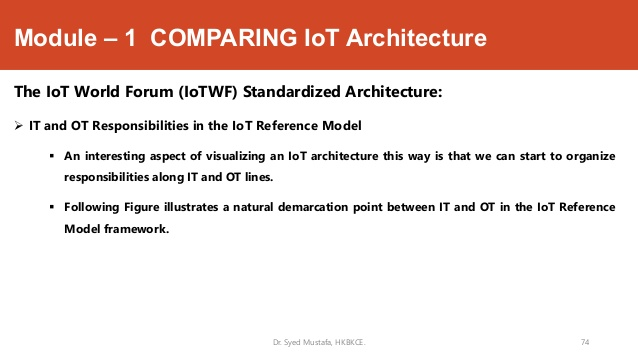 Module – 1  COMPARING IoT Architecture
The IoT World Forum (IoTWF) Standardized Architecture:
➢ IT and OT Responsibilities in the IoT Reference Model
▪ An interesting aspect of visualizing an IoT architecture this way is that we can start to organize
responsibilities along IT and OT lines.
▪ Following Figure illustrates a natural demarcation point between IT and OT in the IoT Reference
Model framework.
Dr. Syed Mustafa, HKBKCE.
74